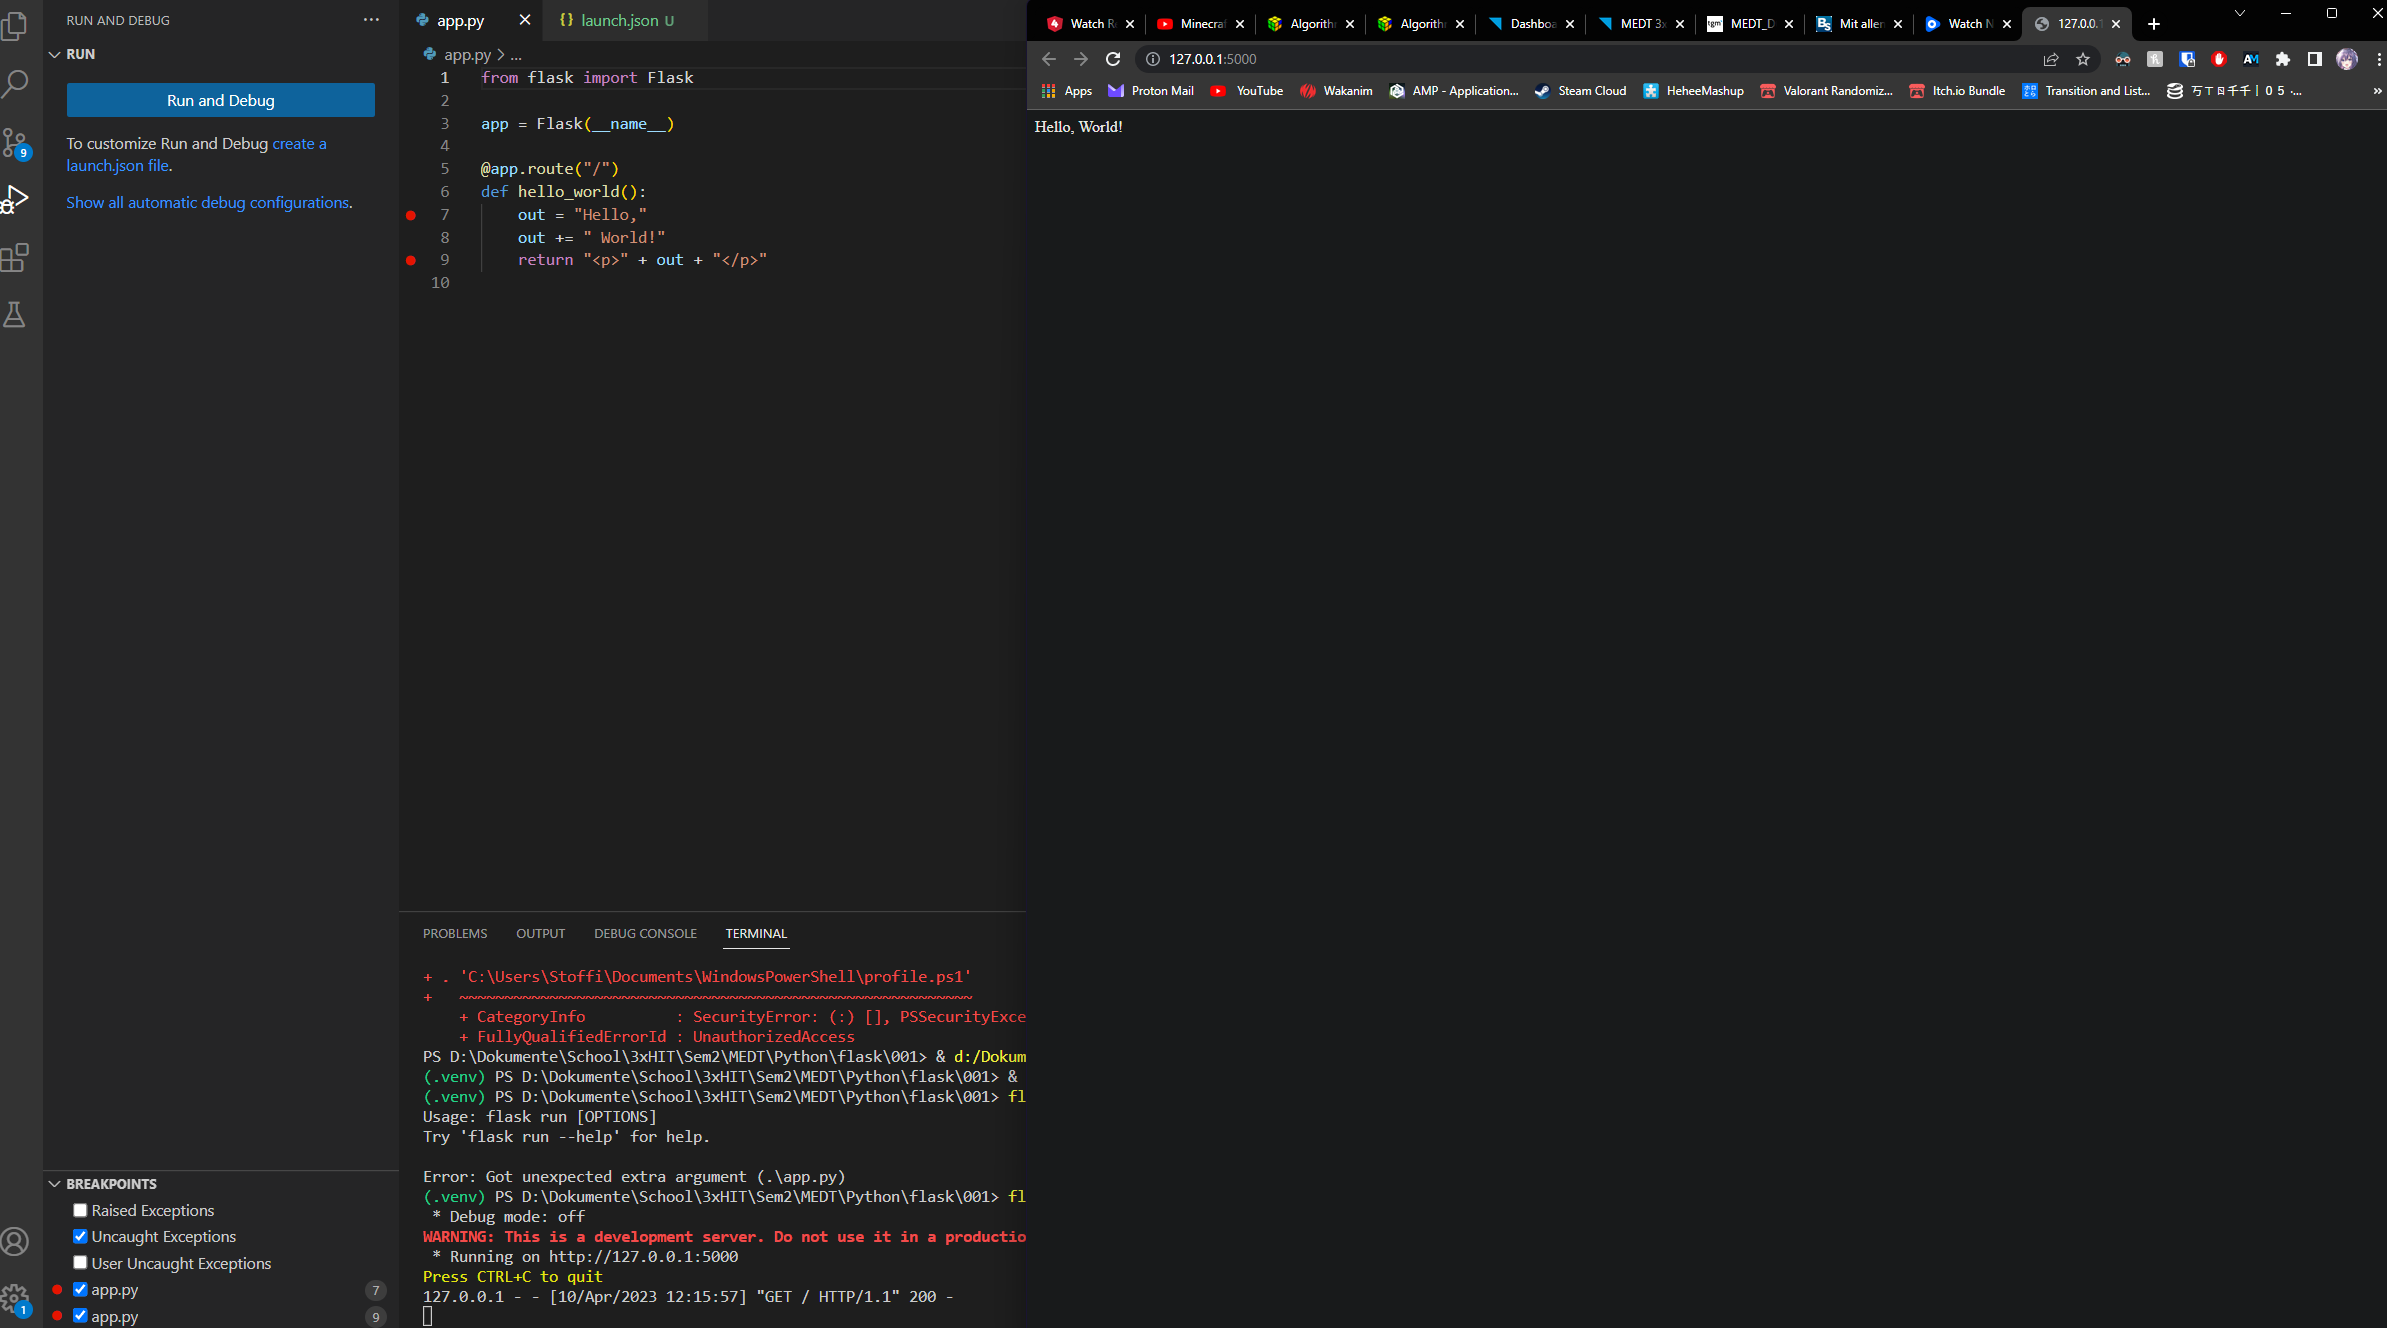 RUN AND DEBUG
RUN
Run and Debug
To customize Run and Debug create a
launch.json file.
Show all automatic debug configurations.
9
1
BREAKPOINTS
Raised Exceptions
Uncaught Exceptions
User Uncaught Exceptions
app.py 7
app.py 9
app.py
launch.json U
app.py > ...
1 from flask import Flask
2
3 app = Flask(__name__)
4
5 @app.route("/")
6 def hello_world():
7 out = "Hello,"
8 out += " World!"
9 return "<p>" + out + "</p>"
10
PROBLEMS OUTPUT DEBUG CONSOLE TERMINAL
+ . 'C:\Users\Stoffi\Documents\WindowsPowerShell\profile.ps1'
+ ~~~~~~~~~~~~~~~~~~~~~~~~~~~~~~~~~~~~~~~~~~~~~~~~~~~~~~~~~
+ CategoryInfo : SecurityError: (:) [], PSSecurityExce
+ FullyQualifiedErrorId : UnauthorizedAccess
PS D:\Dokumente\School\3xHIT\Sem2\MEDT\Python\flask\001> & d:/Dokum
(.venv) PS D:\Dokumente\School\3xHIT\Sem2\MEDT\Python\flask\001> &
(.venv) PS D:\Dokumente\School\3xHIT\Sem2\MEDT\Python\flask\001> fl
Usage: flask run [OPTIONS]
Try 'flask run --help' for help.
Error: Got unexpected extra argument (.\app.py)
(.venv) PS D:\Dokumente\School\3xHIT\Sem2\MEDT\Python\flask\001> fl
* Debug mode: off
WARNING: This is a development server. Do not use it in a productio
* Running on http://127.0.0.1:5000
Press CTRL+C to quit
127.0.0.1 - - [10/Apr/2023 12:15:57] "GET / HTTP/1.1" 200 -
Watch R Minecraf Algorithm Algorithm Dashboa MEDT 3x MEDT_D Mit aller Watch N 127.0.0.1
127.0.0.1:5000
Apps Proton Mail YouTube Wakanim AMP - Application... Steam Cloud HeheeMashup Valorant Randomiz... Itch.io Bundle Transition and List... »
Hello, World!